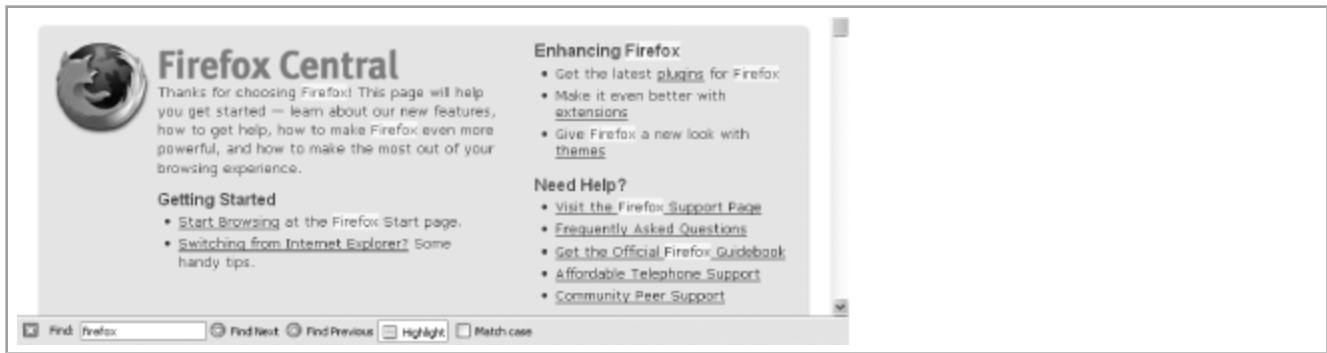 Firefox Central
Thanks for choosing Firefox! This page will help
you get started — learn about our new features,
how to get help, how to make Firefox even more
powerful, and how to make the most out of your
browsing experience.
Getting Started
• Start Browsing at the Firefox Start page.
• Switching from Internet Explorer? Some
handy tips.
Enhancing Firefox
• Get the latest plugins for Firefox
• Make it even better with
extensions
• Give Firefox a new look with
themes
Need Help?
• Visit the Firefox Support Page
• Frequently Asked Questions
• Get the Official Firefox Guidebook
• Affordable Telephone Support
• Community Peer Support
Find: firefox Find Next Find Previous Highlight Match case